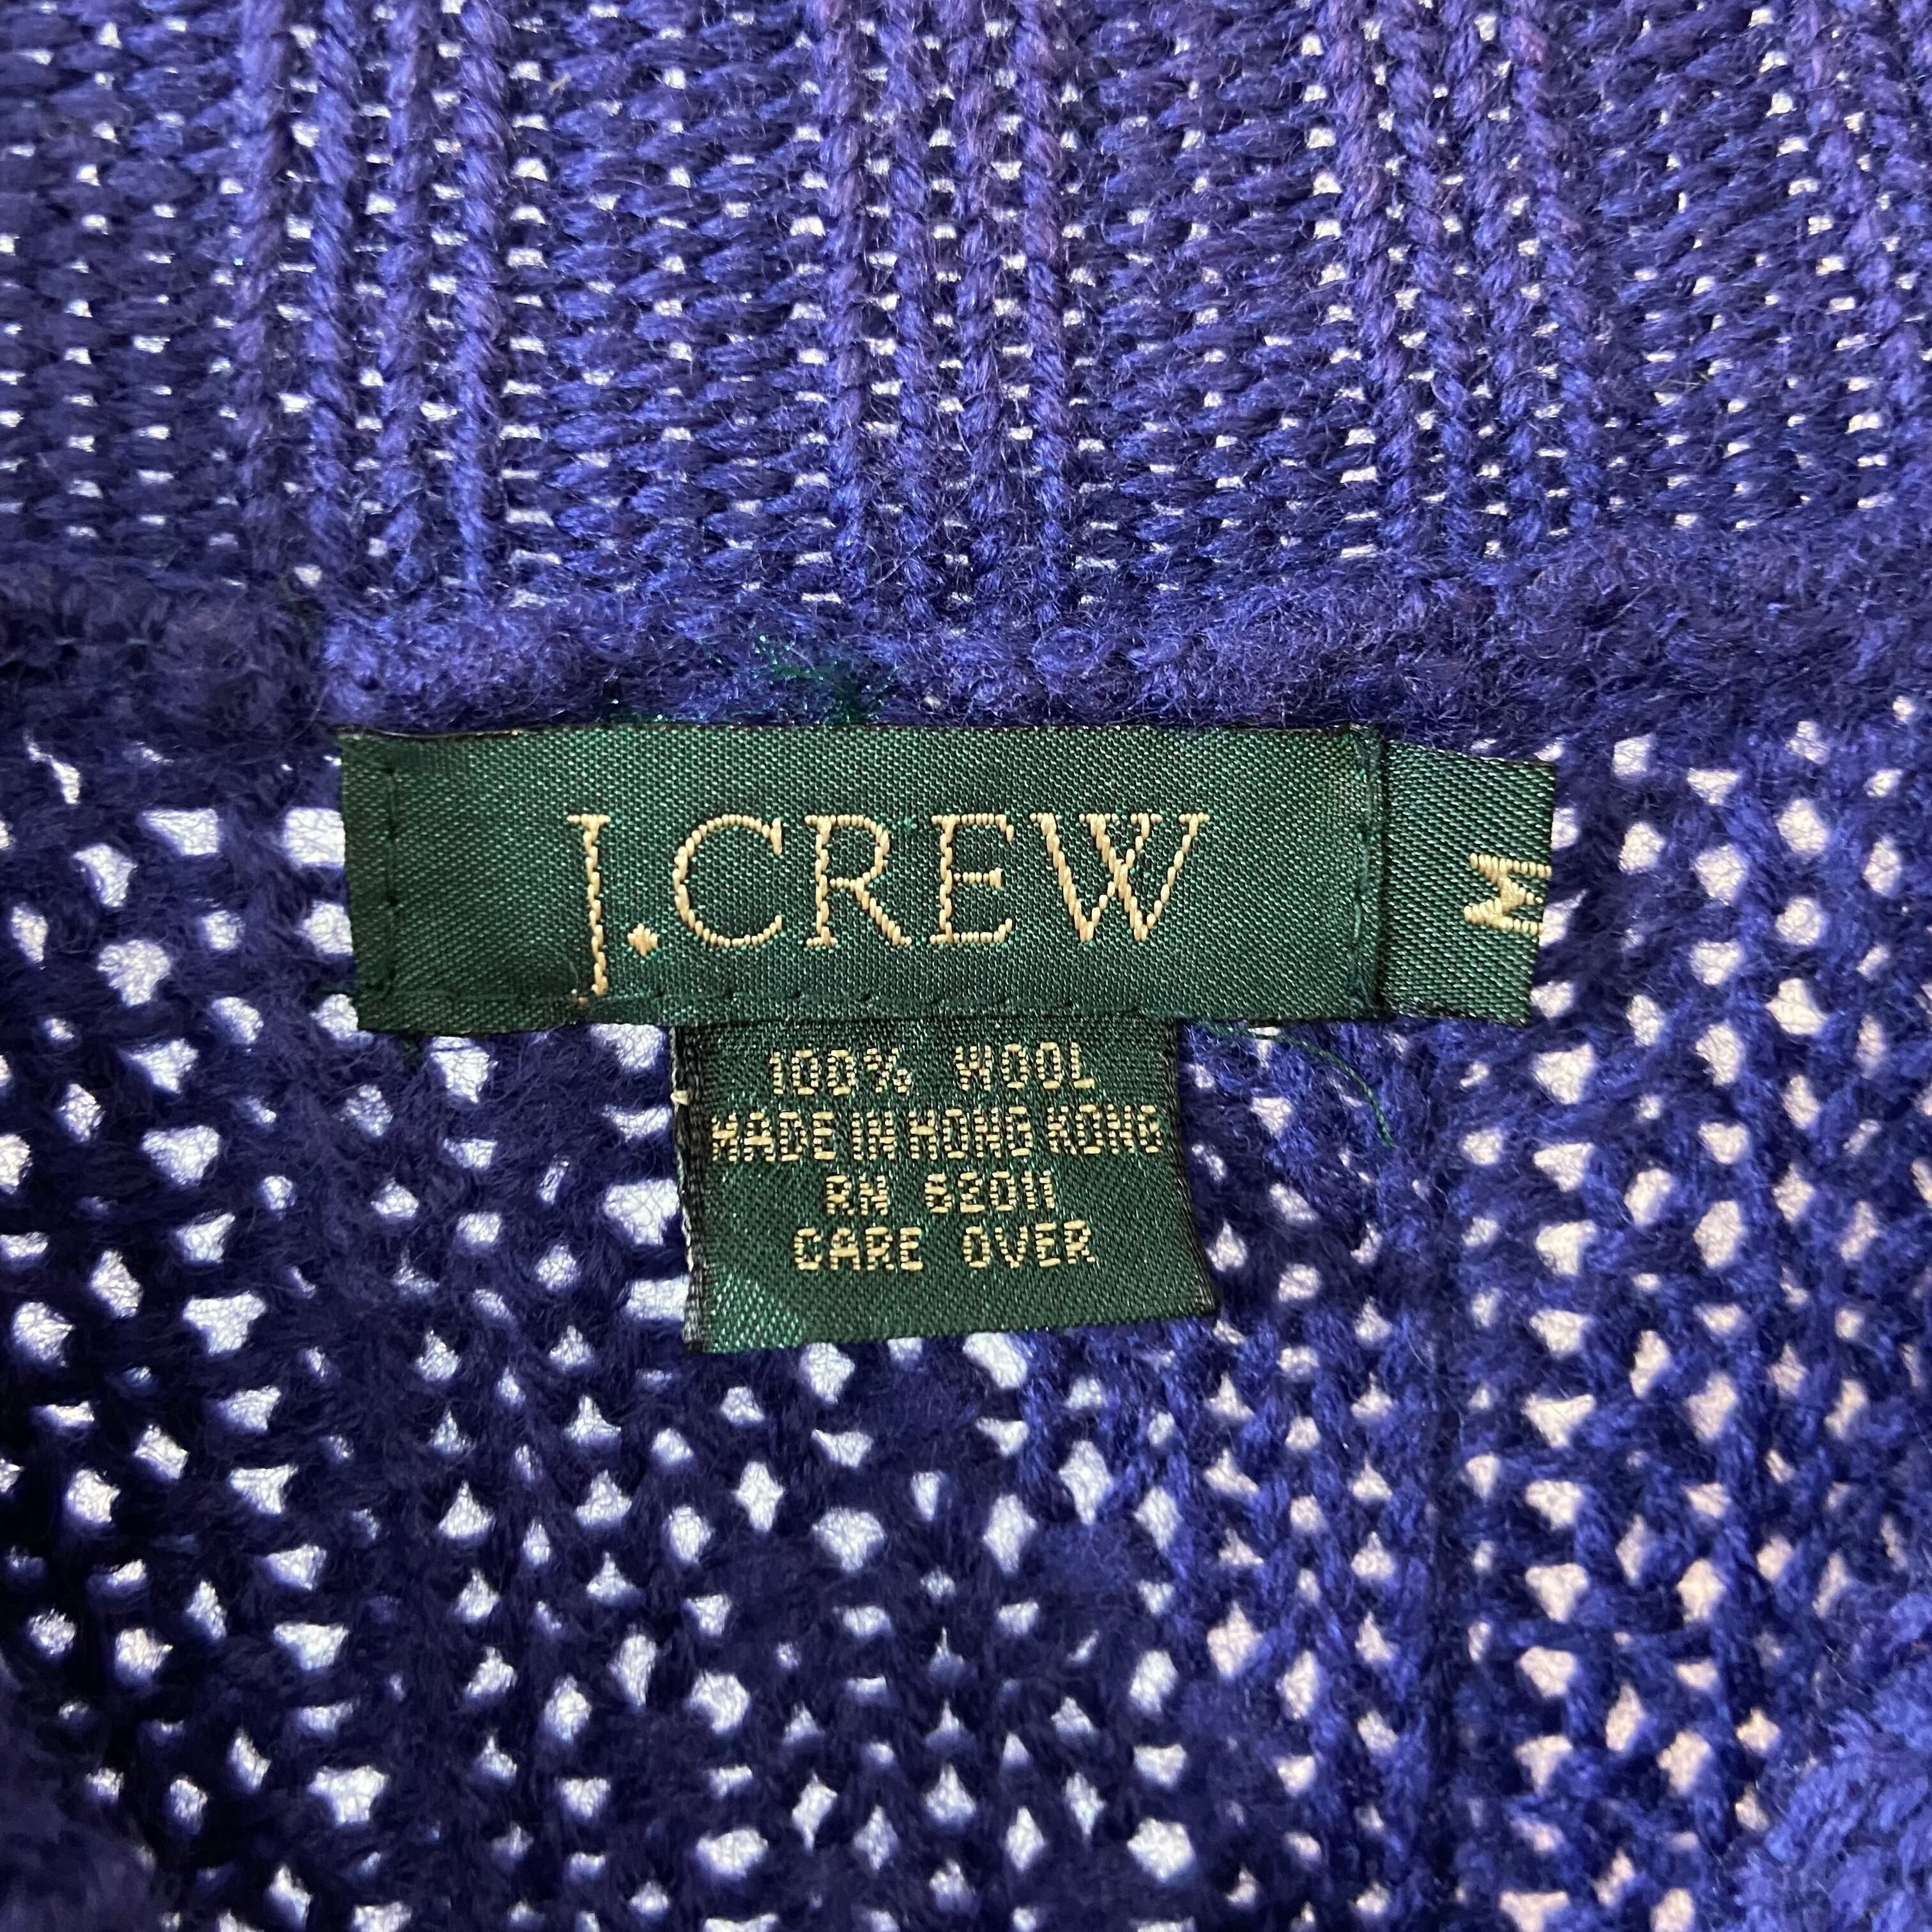 J.CREW
M
100% WOOL
MADE IN HONG KONG
RN 62011
CARE OVER